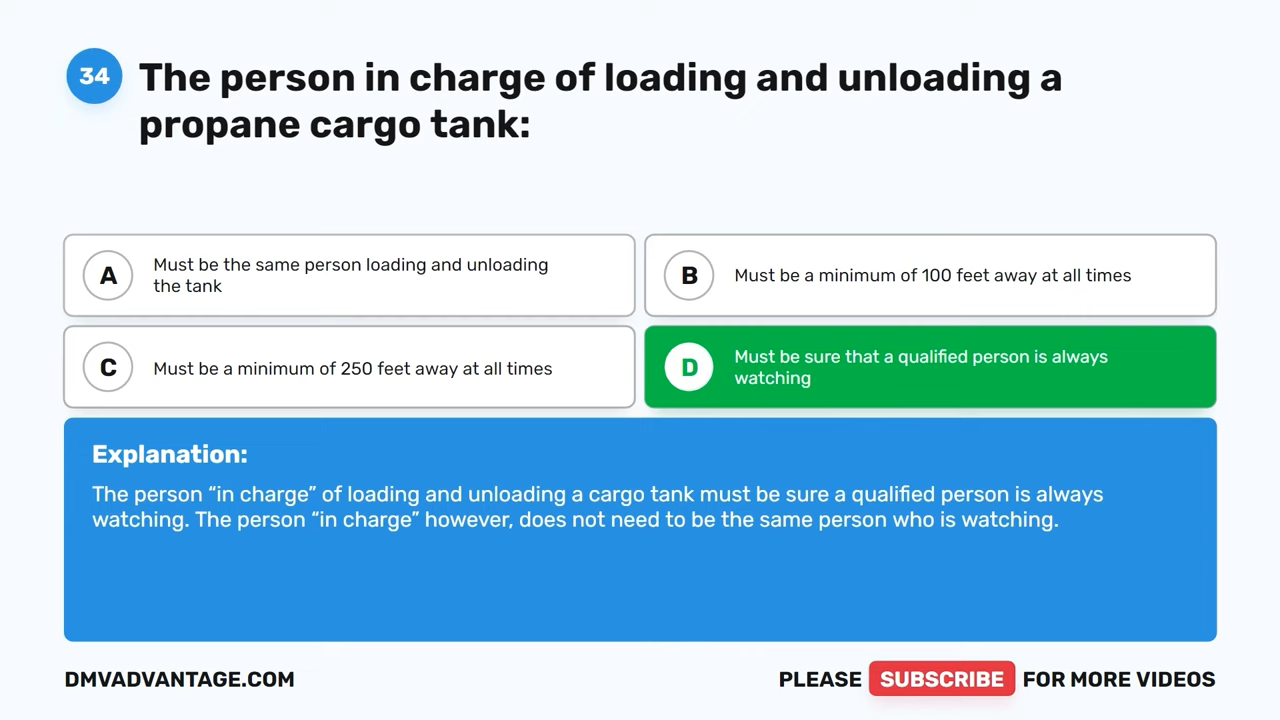 34
The person in charge of loading and unloading a
propane cargo tank:
A
Must be the same person loading and unloading
the tank
B
Must be a minimum of 100 feet away at all times
C
Must be a minimum of 250 feet away at all times
D
Must be sure that a qualified person is always
watching
Explanation:
The person “in charge” of loading and unloading a cargo tank must be sure a qualified person is always
watching. The person “in charge” however, does not need to be the same person who is watching.
DMVADVANTAGE.COM
PLEASE SUBSCRIBE FOR MORE VIDEOS